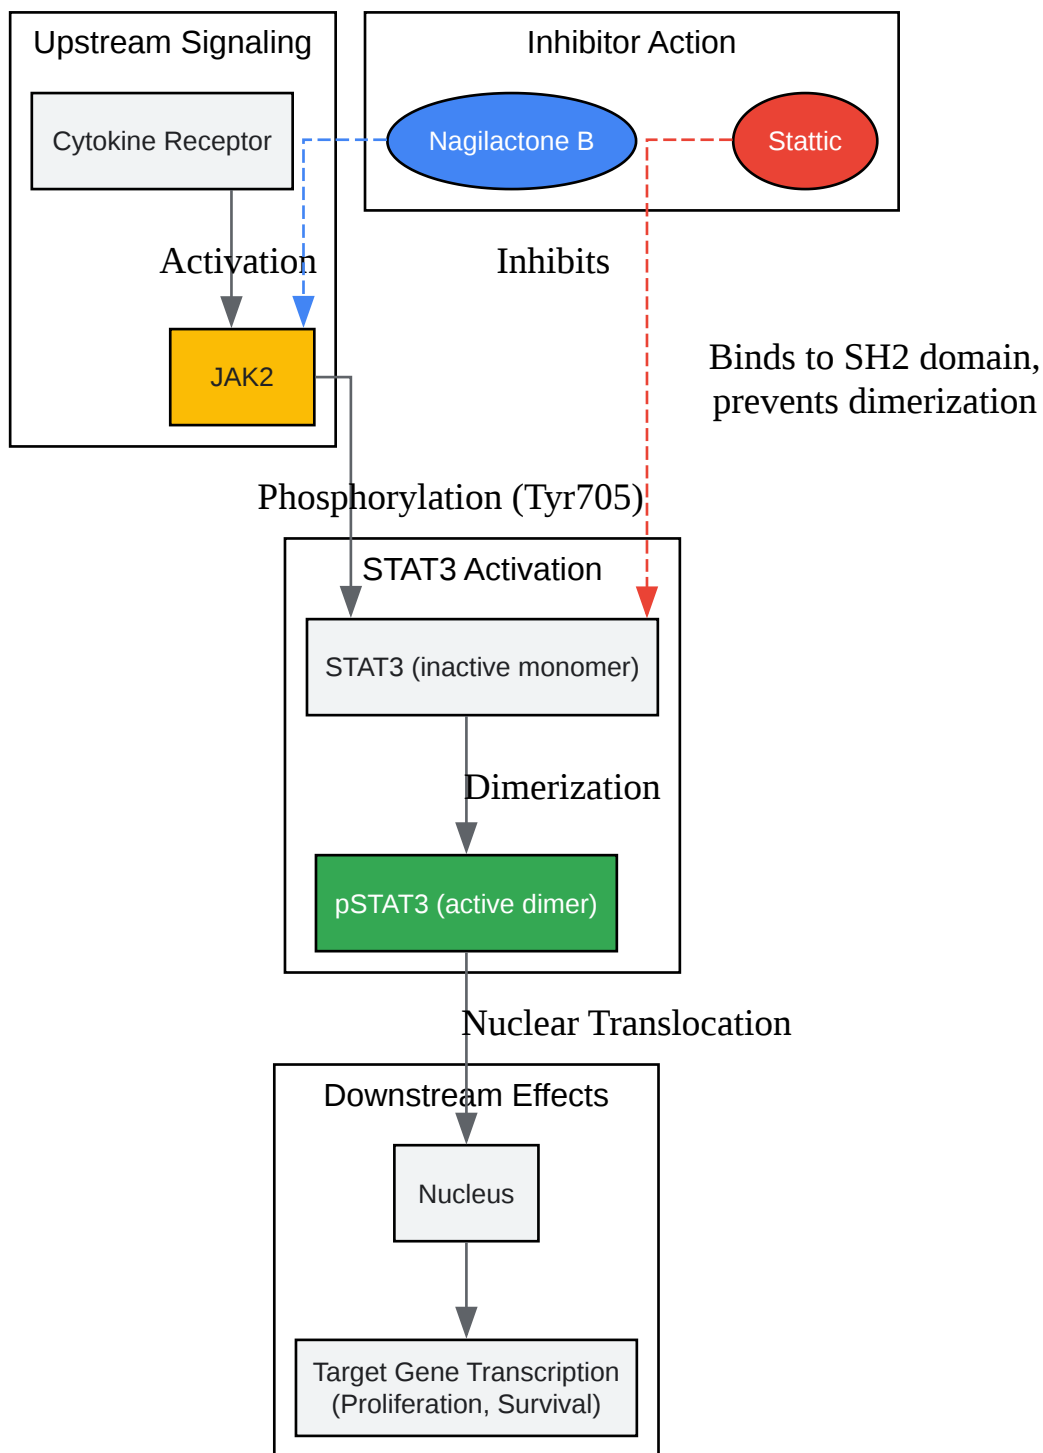 Upstream Signaling
Inhibitor Action
Cytokine Receptor
Nagilactone B
Stattic
Activation
Inhibits
Binds to SH2 domain,
prevents dimerization
JAK2
Phosphorylation (Tyr705)
STAT3 Activation
STAT3 (inactive monomer)
Dimerization
pSTAT3 (active dimer)
Nuclear Translocation
Downstream Effects
Nucleus
Target Gene Transcription
(Proliferation, Survival)